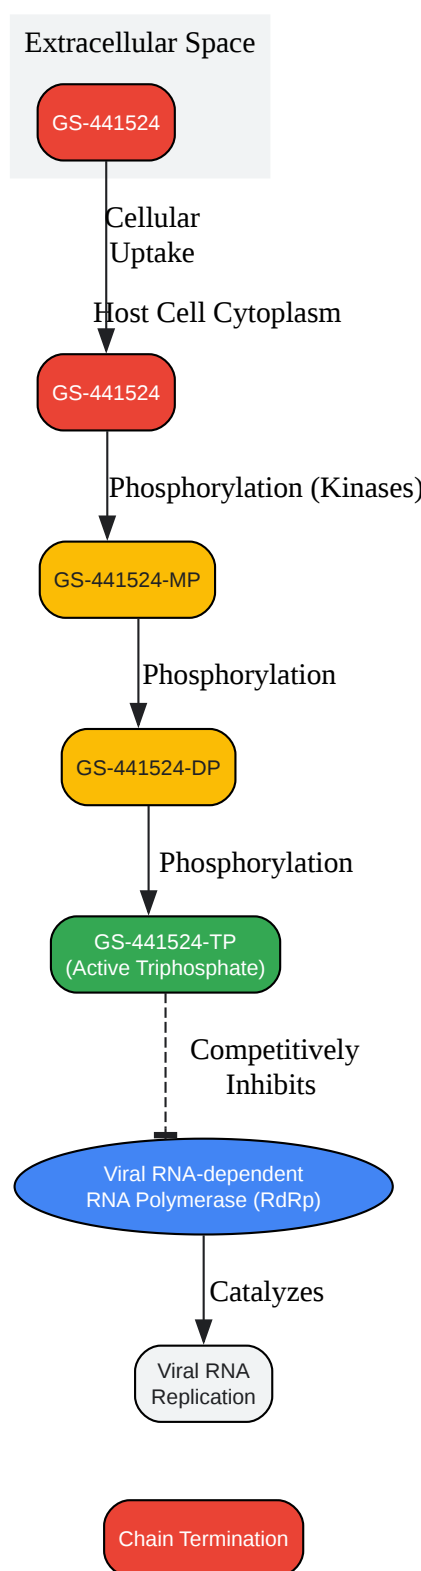 Extracellular Space
GS-441524
Cellular
Uptake
Host Cell Cytoplasm
GS-441524
Phosphorylation (Kinases)
GS-441524-MP
Phosphorylation
GS-441524-DP
Phosphorylation
GS-441524-TP
(Active Triphosphate)
Competitively
Inhibits
Viral RNA-dependent
RNA Polymerase (RdRp)
Catalyzes
Viral RNA
Replication
Chain Termination